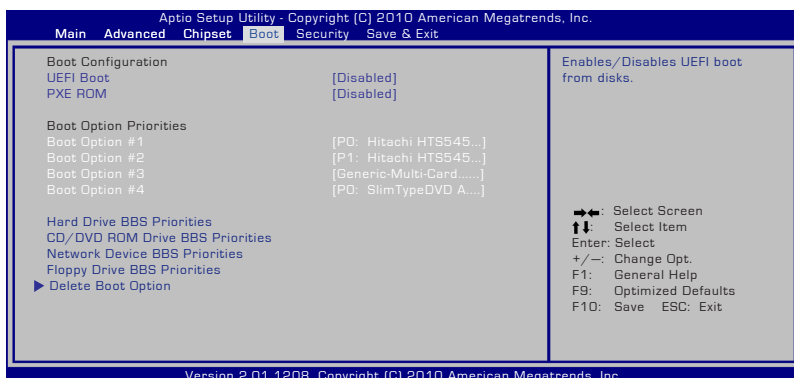 Aptio Setup Utility - Copyright (C) 2010 American Megatrends, Inc.
Main Advanced Chipset Boot Security Save & Exit
Boot Configuration
UEFI Boot [Disabled]
PXE ROM [Disabled]
Boot Option Priorities
Boot Option #1 [P0: Hitachi HTS545...]
Boot Option #2 [P1: Hitachi HTS545...]
Boot Option #3 [Generic-Multi-Card......]
Boot Option #4 [P0: SlimTypeDVD A....]
Hard Drive BBS Priorities
CD/DVD ROM Drive BBS Priorities
Network Device BBS Priorities
Floppy Drive BBS Priorities
Delete Boot Option
Enables/Disables UEFI boot
from disks.
→←: Select Screen
↑↓: Select Item
Enter: Select
+/—: Change Opt.
F1: General Help
F9: Optimized Defaults
F10: Save ESC: Exit
Version 2.01.1208. Copyright (C) 2010 American Megatrends, Inc.